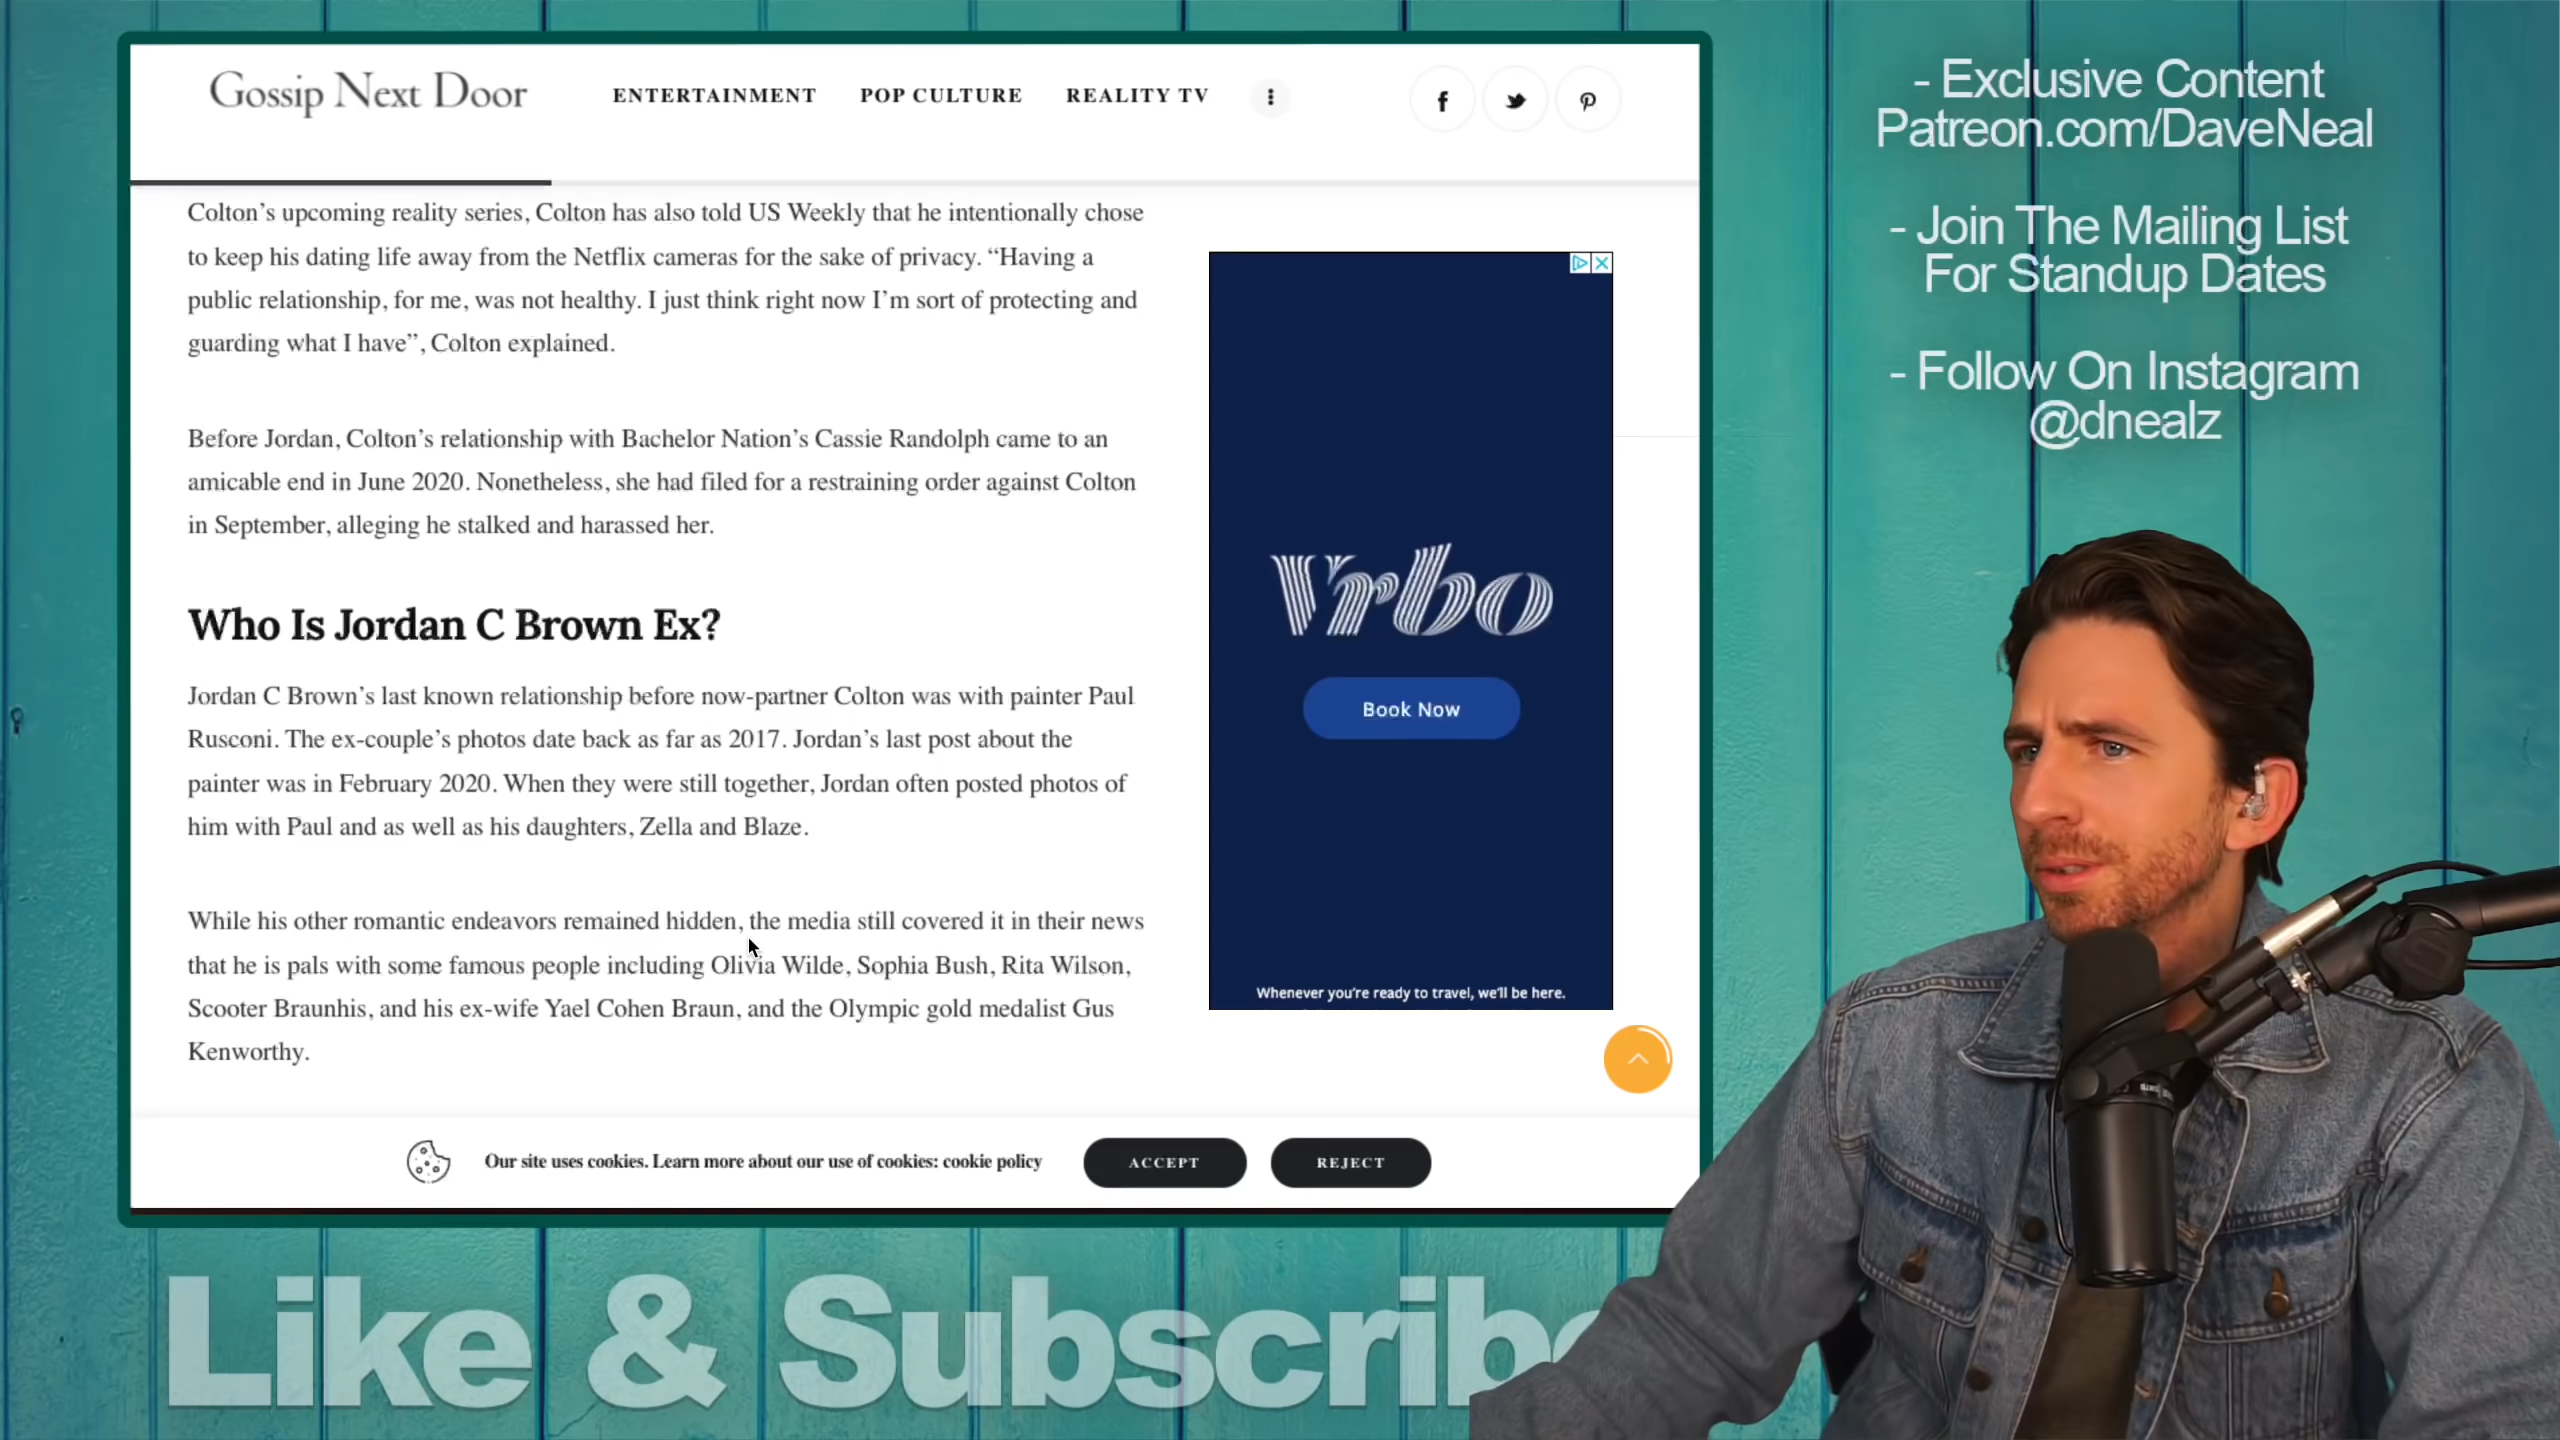 Gossip Next Door
ENTERTAINMENT POP CULTURE REALITY TV
Colton’s upcoming reality series, Colton has also told US Weekly that he intentionally chose
to keep his dating life away from the Netflix cameras for the sake of privacy. “Having a
public relationship, for me, was not healthy. I just think right now I’m sort of protecting and
guarding what I have”, Colton explained.
Before Jordan, Colton’s relationship with Bachelor Nation’s Cassie Randolph came to an
amicable end in June 2020. Nonetheless, she had filed for a restraining order against Colton
in September, alleging he stalked and harassed her.
Who Is Jordan C Brown Ex?
Jordan C Brown’s last known relationship before now-partner Colton was with painter Paul
Rusconi. The ex-couple’s photos date back as far as 2017. Jordan’s last post about the
painter was in February 2020. When they were still together, Jordan often posted photos of
him with Paul and as well as his daughters, Zella and Blaze.
While his other romantic endeavors remained hidden, the media still covered it in their news
that he is pals with some famous people including Olivia Wilde, Sophia Bush, Rita Wilson,
Scooter Braunhis, and his ex-wife Yael Cohen Braun, and the Olympic gold medalist Gus
Kenworthy.
Vrbo
Book Now
Whenever you’re ready to travel, we’ll be here.
Our site uses cookies. Learn more about our use of cookies: cookie policy
ACCEPT REJECT
- Exclusive Content
Patreon.com/DaveNeal
- Join The Mailing List
For Standup Dates
- Follow On Instagram
@dnealz
Like & Subscribe